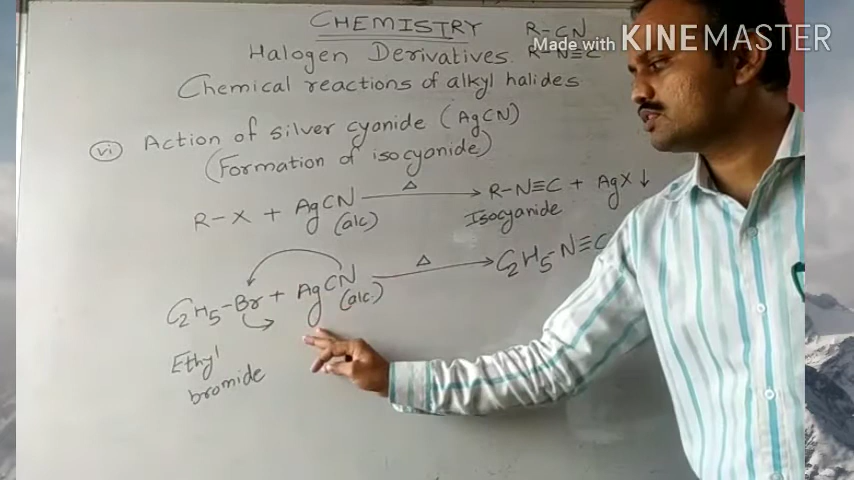 CHEMISTRY
R-CN
Made with KINEMASTER
R-N≡C
Halogen Derivatives.
Chemical reactions of alkyl halides
(vi) Action of silver cyanide (AgCN)
(Formation of isocyanide)
R-X + AgCN (alc) Δ → R-N≡C + AgX ↓
Isocyanide
C2H5-Br + AgCN (alc.) Δ → C2H5-N≡C
Ethyl
bromide